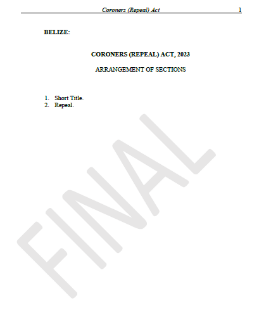 Coroners (Repeal) Act 1
BELIZE:
CORONERS (REPEAL) ACT, 2023
ARRANGEMENT OF SECTIONS
1. Short Title.
2. Repeal.
FINAL